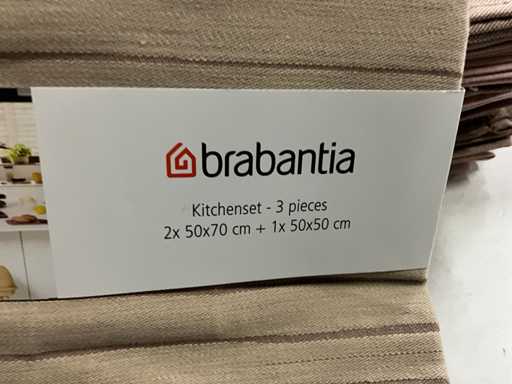 brabantia
Kitchenset - 3 pieces
2x 50x70 cm + 1x 50x50 cm